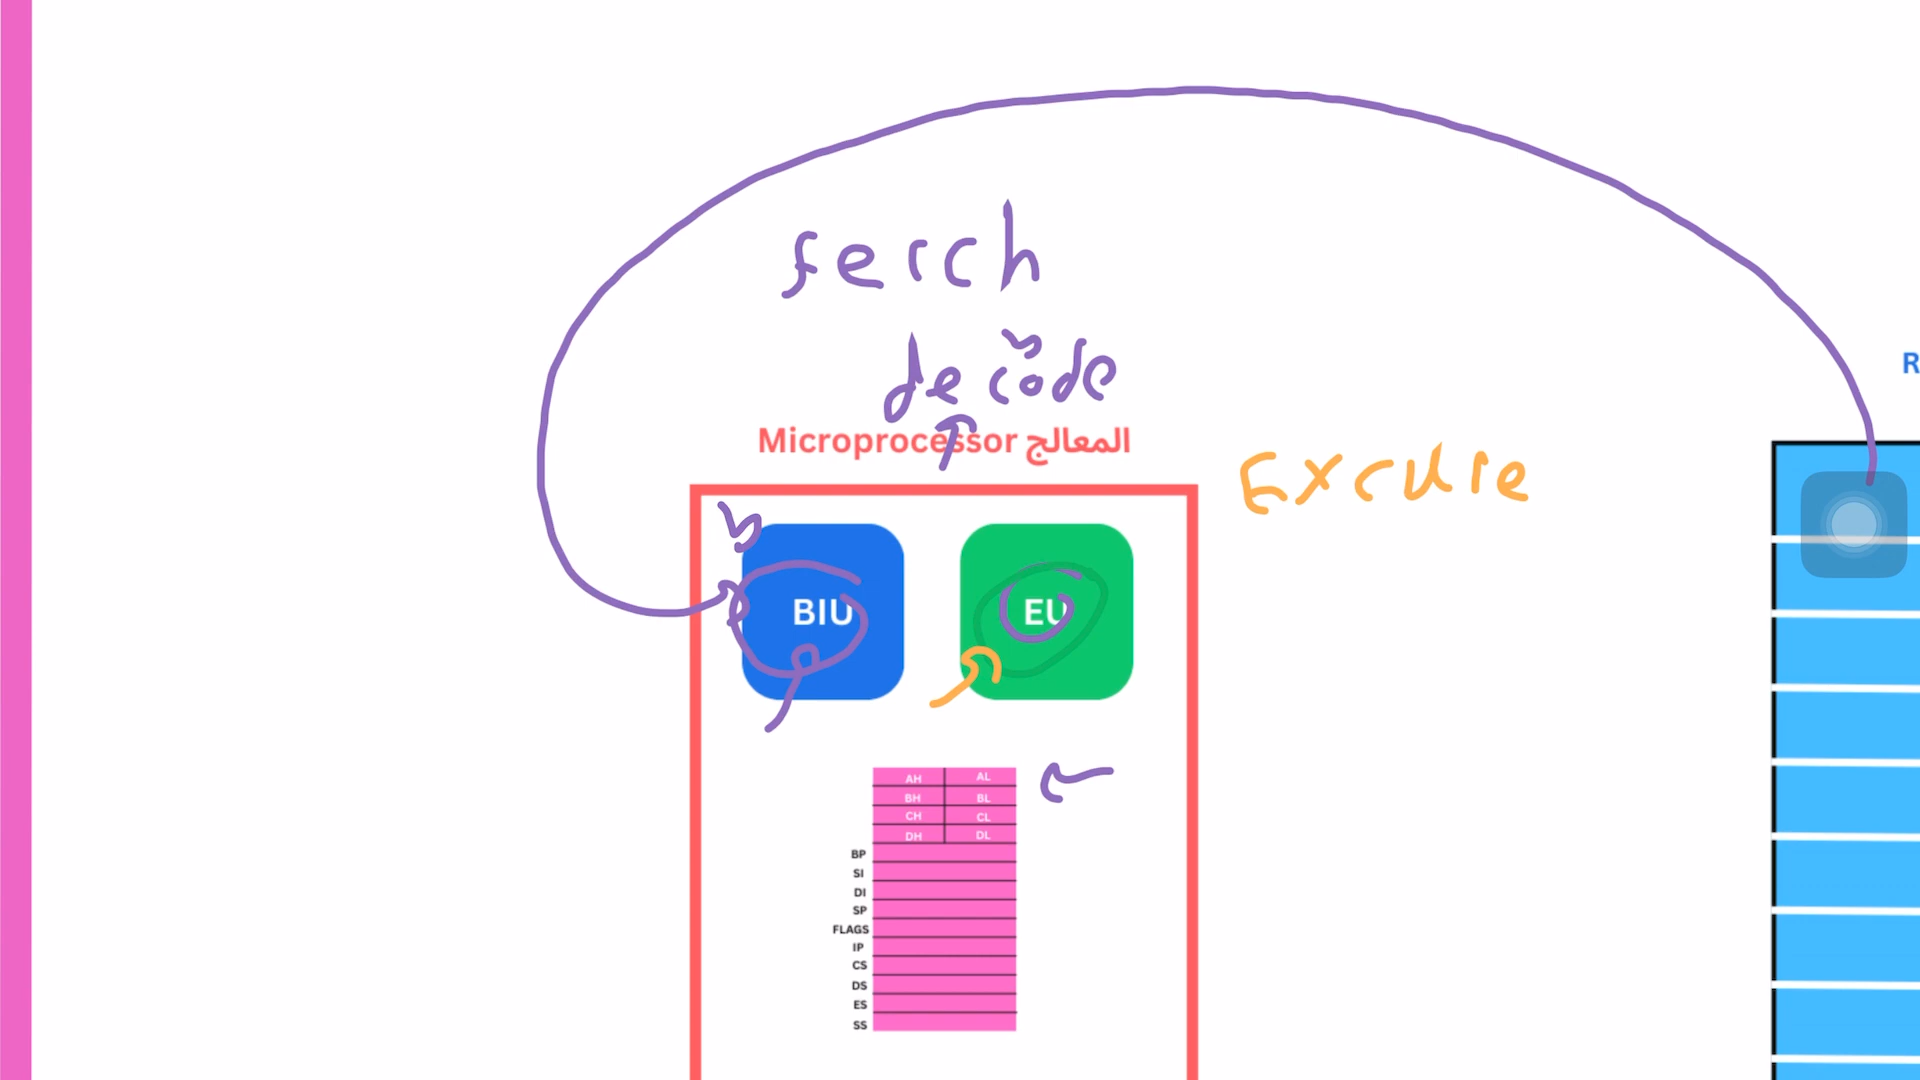 ferch
decode
Microprocessor المعالج
Excute
R
BIU
EU
AH AL
BH BL
CH CL
DH DL
BP
SI
DI
SP
FLAGS
IP
CS
DS
ES
SS